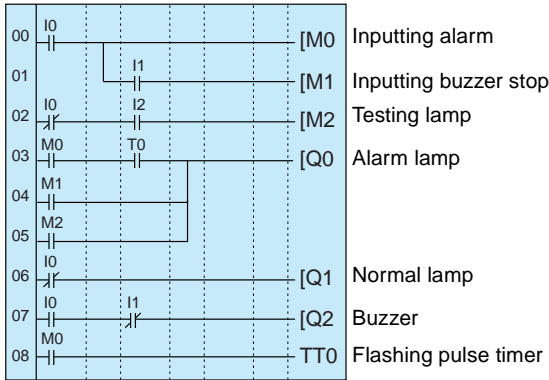 I0
00 [M0 Inputting alarm
I1
01 [M1 Inputting buzzer stop
I0 I2
02 [M2 Testing lamp
M0 T0
03 [Q0 Alarm lamp
M1
04
M2
05
I0
06 [Q1 Normal lamp
I0 I1
07 [Q2 Buzzer
M0
08 TT0 Flashing pulse timer